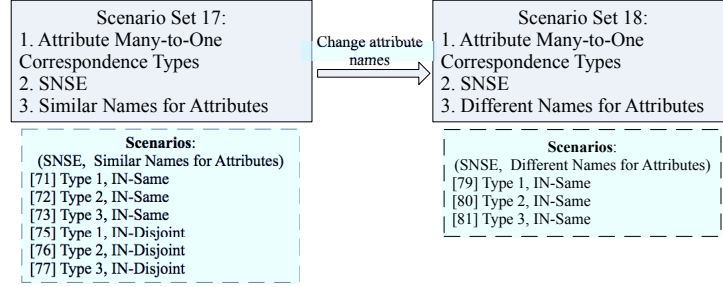 Scenario Set 17:
1. Attribute Many-to-One
Correspondence Types
2. SNSE
3. Similar Names for Attributes
Change attribute
names
Scenario Set 18:
1. Attribute Many-to-One
Correspondence Types
2. SNSE
3. Different Names for Attributes
Scenarios:
(SNSE, Similar Names for Attributes)
[71] Type 1, IN-Same
[72] Type 2, IN-Same
[73] Type 3, IN-Same
[75] Type 1, IN-Disjoint
[76] Type 2, IN-Disjoint
[77] Type 3, IN-Disjoint
Scenarios:
(SNSE, Different Names for Attributes)
[79] Type 1, IN-Same
[80] Type 2, IN-Same
[81] Type 3, IN-Same